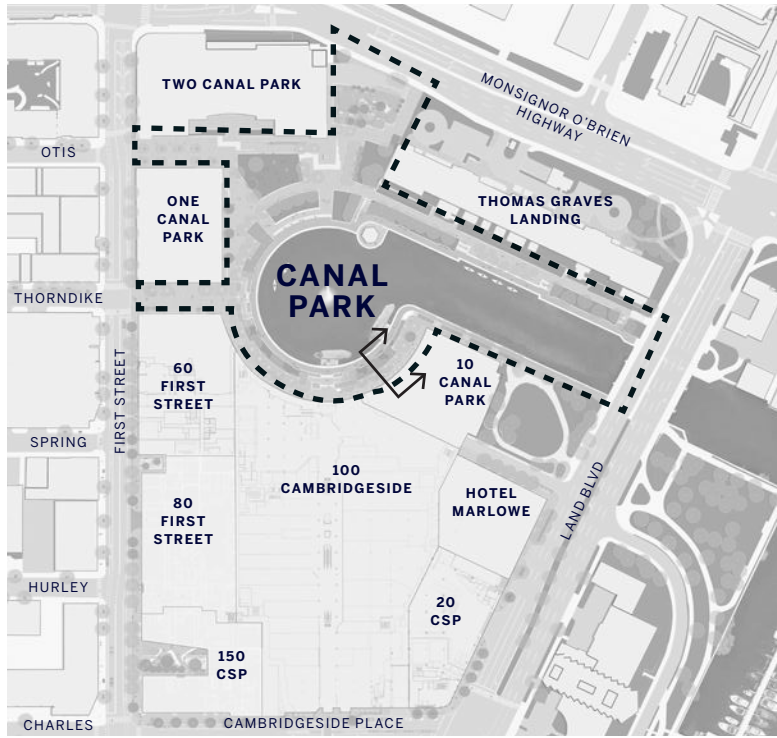 TWO CANAL PARK
MONSIGNOR O'BRIEN
HIGHWAY
OTIS
ONE
CANAL
PARK
THOMAS GRAVES
LANDING
CANAL
PARK
THORNDIKE
FIRST STREET
60
FIRST
STREET
10
CANAL
PARK
SPRING
100
CAMBRIDGESIDE
80
FIRST
STREET
HOTEL
MARLOWE
LAND BLVD
HURLEY
20
CSP
150
CSP
CHARLES
CAMBRIDGESIDE PLACE